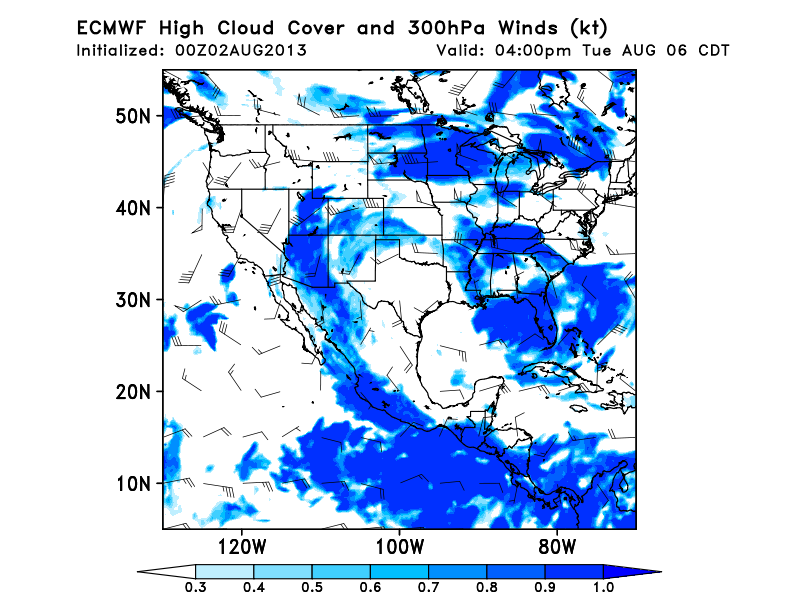 ECMWF High Cloud Cover and 300hPa Winds (kt)
Initialized: 00Z02AUG2013 Valid: 04:00pm Tue AUG 06 CDT
50N
40N
30N
20N
10N
120W 100W 80W
0.3 0.4 0.5 0.6 0.7 0.8 0.9 1.0